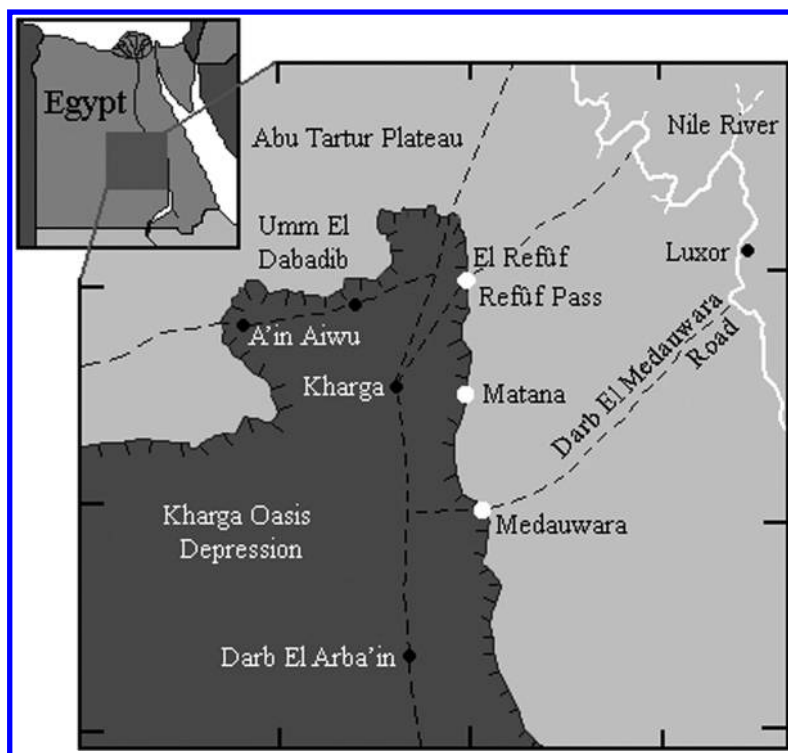 Egypt
Abu Tartur Plateau
Nile River
Umm El
Dabadib
El Refûf
Refûf Pass
Luxor
A'in Aiwu
Kharga
Matana
Darb El Medauwara
Road
Kharga Oasis
Depression
Medauwara
Darb El Arba'in